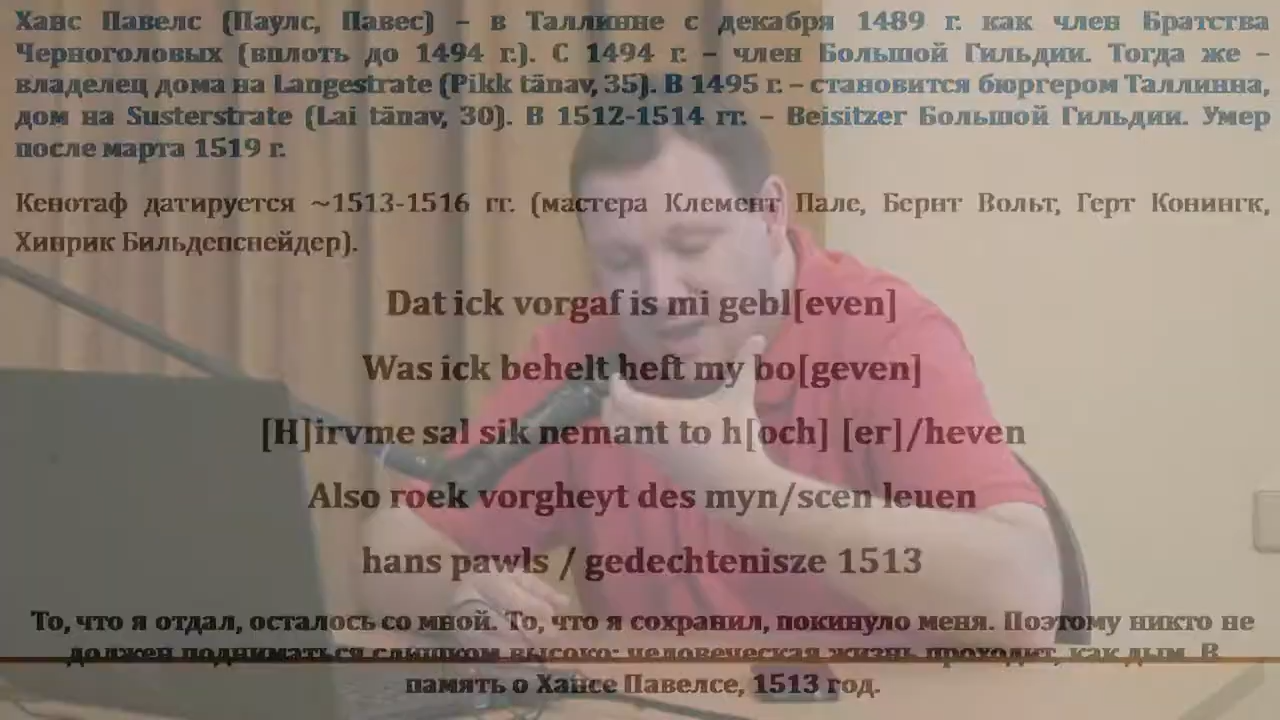 Ханс Павелс (Паулс, Павес) – в Таллинне с декабря 1489 г. как член Братства
Черноголовых (вплоть до 1494 г.). С 1494 г. – член Большой Гильдии. Тогда же –
владелец дома на Langestrate (Pikk tänav, 35). В 1495 г. – становится бюргером Таллинна,
дом на Susterstrate (Lai tänav, 30). В 1512-1514 гг. – Beisitzer Большой Гильдии. Умер
после марта 1519 г.
Кенотаф датируется ~1513-1516 гг. (мастера Клемент Пале, Бернт Вольт, Герт Конингк,
Хинрик Бильденснейдер).
Dat ick vorgaf is mi gebl[even]
Was ick behelt heft my bo[geven]
[H]irvme sal sik nemant to h[och] [er]/heven
Also roek vorgheyt des myn/scen leuen
hans pawls / gedechtenisze 1513
То, что я отдал, осталось со мной. То, что я сохранил, покинуло меня. Поэтому никто не
должен подниматься слишком высоко: человеческая жизнь проходит, как дым. В
память о Хансе Павелсе, 1513 год.